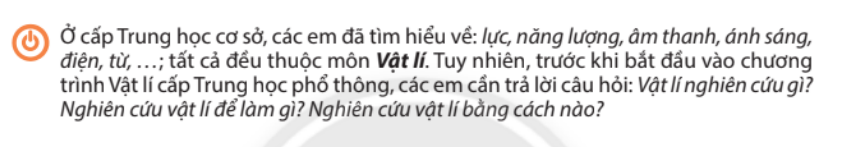 Ở cấp Trung học cơ sở, các em đã tìm hiểu về: lực, năng lượng, âm thanh, ánh sáng,
điện, từ, …; tất cả đều thuộc môn Vật lí. Tuy nhiên, trước khi bắt đầu vào chương
trình Vật lí cấp Trung học phổ thông, các em cần trả lời câu hỏi: Vật lí nghiên cứu gì?
Nghiên cứu vật lí để làm gì? Nghiên cứu vật lí bằng cách nào?